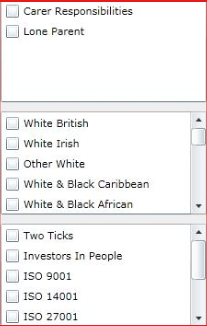 Carer Responsibilities
Lone Parent
White British
White Irish
Other White
White & Black Caribbean
White & Black African
Two Ticks
Investors In People
ISO 9001
ISO 14001
ISO 27001